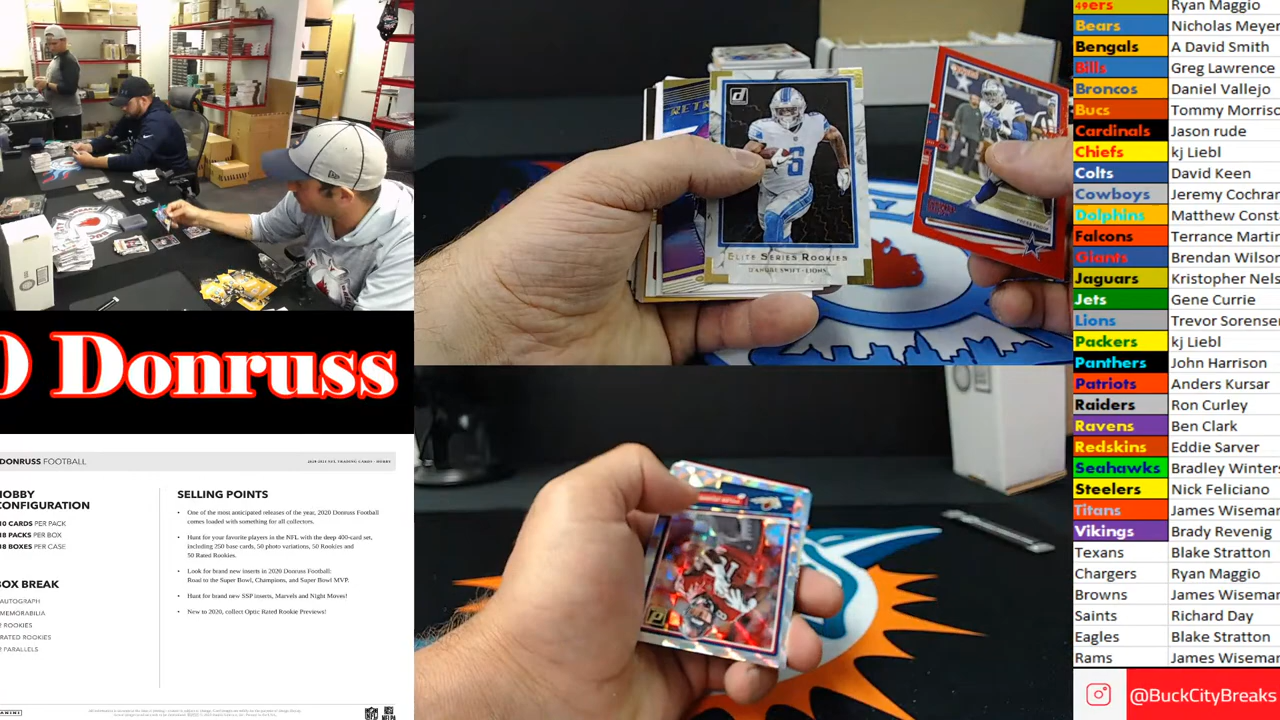 0 Donruss
DONRUSS FOOTBALL
HOBBY
CONFIGURATION
10 CARDS PER PACK
18 PACKS PER BOX
18 BOXES PER CASE
BOX BREAK
AUTOGRAPH
MEMORABILIA
ROOKIES
RATED ROOKIES
PARALLELS
PANINI
SELLING POINTS
• One of the most anticipated releases of the year, 2020 Donruss Football
comes loaded with something for all collectors.
• Hunt for your favorite players in the NFL with the deep 400-card set,
including 250 base cards, 50 photo variations, 50 Rookies and
50 Rated Rookies.
• Look for brand new inserts in 2020 Donruss Football:
Road to the Super Bowl, Champions, and Super Bowl MVP.
• Hunt for brand new SSP inserts, Marvels and Night Moves!
• New to 2020, collect Optic Rated Rookie Previews!
RETR
ELITE SERIES ROOKIES
D'ANDRE SWIFT - LIONS
49ers Ryan Maggio
Bears Nicholas Meyer
Bengals A David Smith
Bills Greg Lawrence
Broncos Daniel Vallejo
Bucs Tommy Morriso
Cardinals Jason rude
Chiefs kj Liebl
Colts David Keen
Cowboys Jeremy Cochran
Dolphins Matthew Const
Falcons Terrance Martin
Giants Brendan Wilson
Jaguars Kristopher Nels
Jets Gene Currie
Lions Trevor Sorensen
Packers kj Liebl
Panthers John Harrison
Patriots Anders Kursar
Raiders Ron Curley
Ravens Ben Clark
Redskins Eddie Sarver
Seahawks Bradley Winters
Steelers Nick Feliciano
Titans James Wiseman
Vikings Brady Revenig
Texans Blake Stratton
Chargers Ryan Maggio
Browns James Wiseman
Saints Richard Day
Eagles Blake Stratton
Rams James Wiseman
@BuckCityBreaks